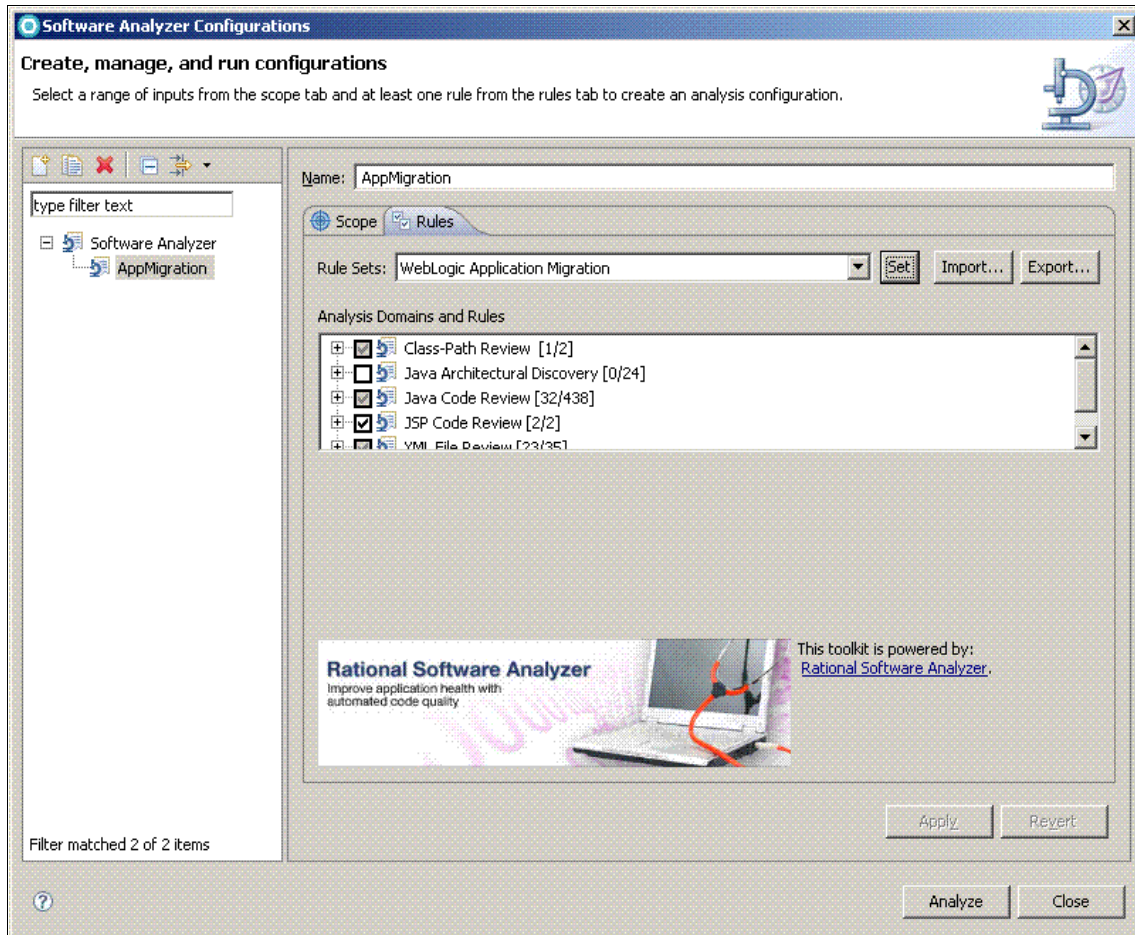 Software Analyzer Configurations
Create, manage, and run configurations
Select a range of inputs from the scope tab and at least one rule from the rules tab to create an analysis configuration.
type filter text
Software Analyzer
AppMigration
Filter matched 2 of 2 items
Name: AppMigration
Scope Rules
Rule Sets: WebLogic Application Migration Set Import... Export...
Analysis Domains and Rules
Class-Path Review [1/2]
Java Architectural Discovery [0/24]
Java Code Review [32/438]
JSP Code Review [2/2]
XML File Review [23/35]
Rational Software Analyzer
Improve application health with
automated code quality
This toolkit is powered by:
Rational Software Analyzer.
Apply Revert
? Analyze Close